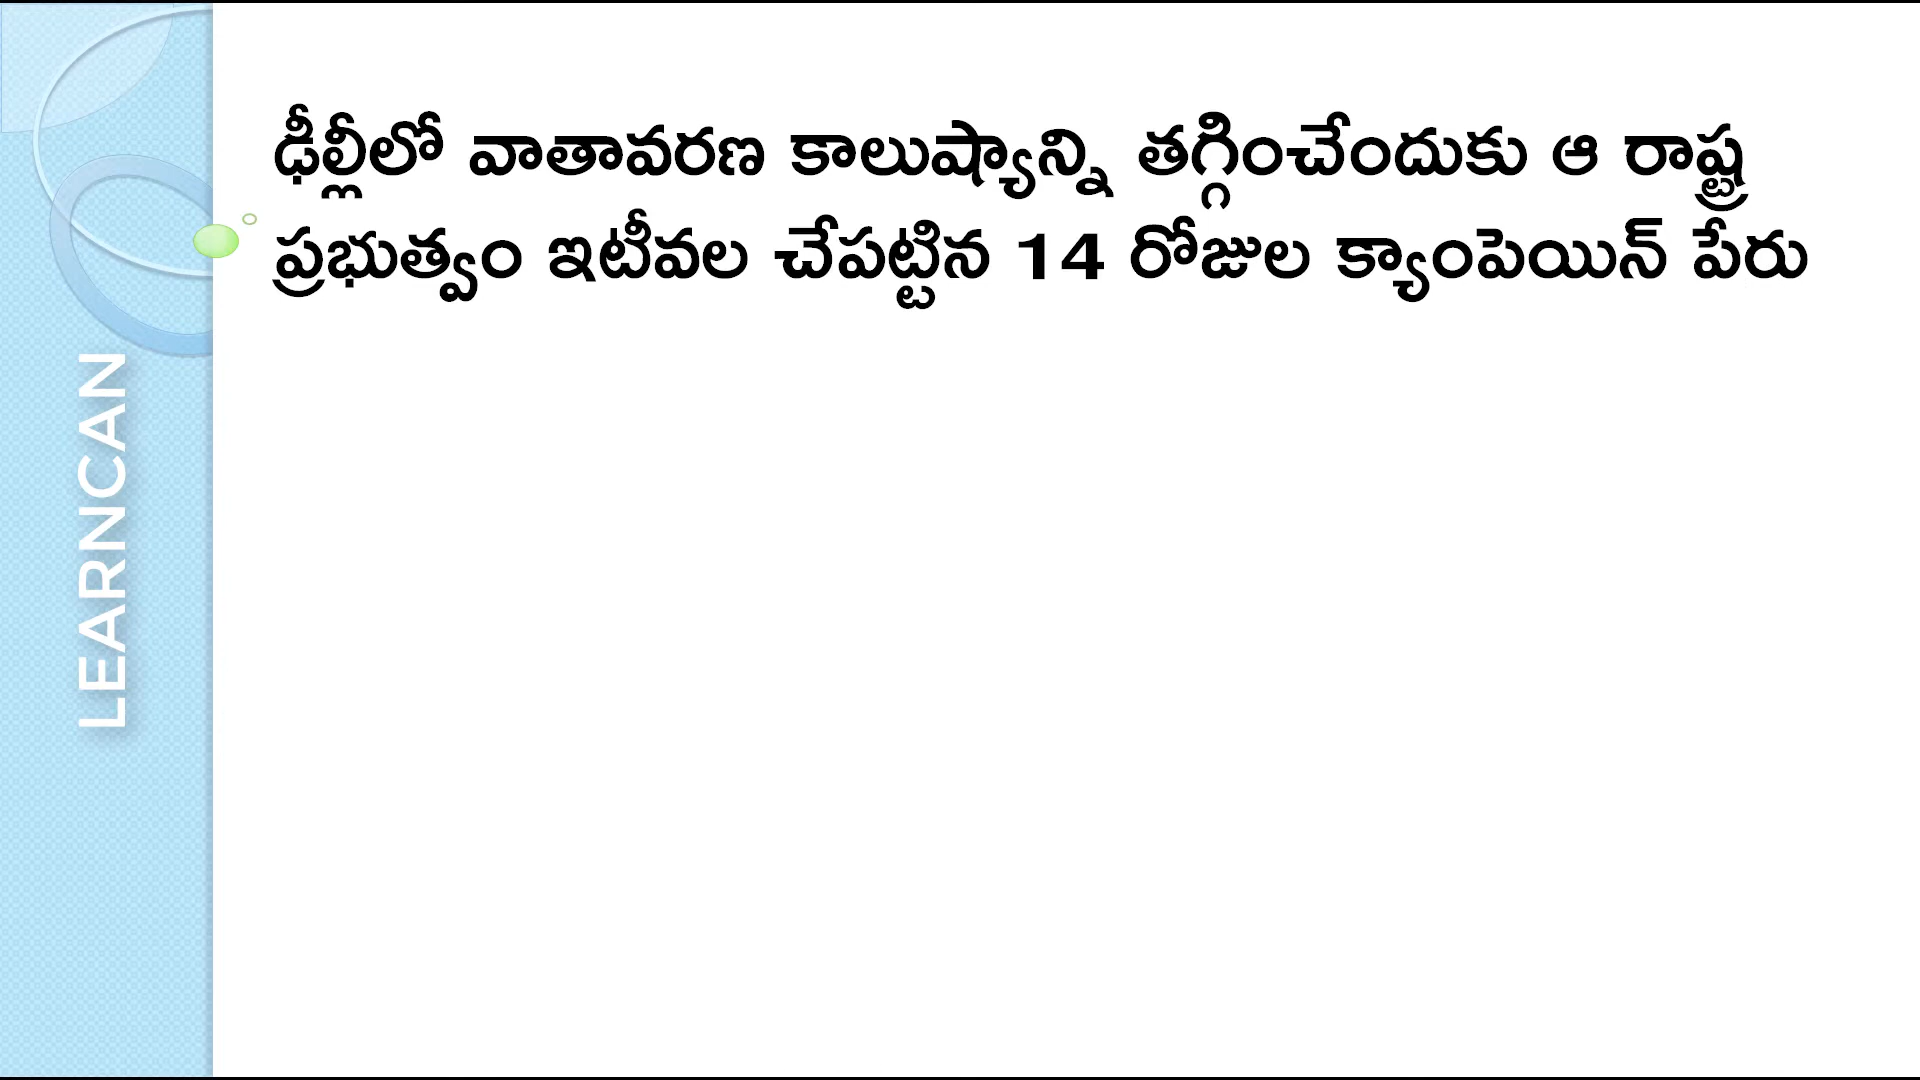 LEARNCAN
ఢిల్లీలో వాతావరణ కాలుష్యాన్ని తగ్గించేందుకు ఆ రాష్ట్ర
ప్రభుత్వం ఇటీవల చేపట్టిన 14 రోజుల క్యాంపెయిన్ పేరు